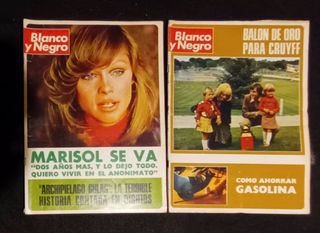 Blanco
y Negro
MARISOL SE VA
"DOS AÑOS MAS, Y LO DEJO TODO.
QUIERO VIVIR EN EL ANONIMATO"
"ARCHIPIELAGO GULAG": LA TERRIBLE
HISTORIA CONTADA EN DIBUJOS
Blanco
y Negro
BALON DE ORO
PARA CRUYFF
COMO AHORRAR
GASOLINA